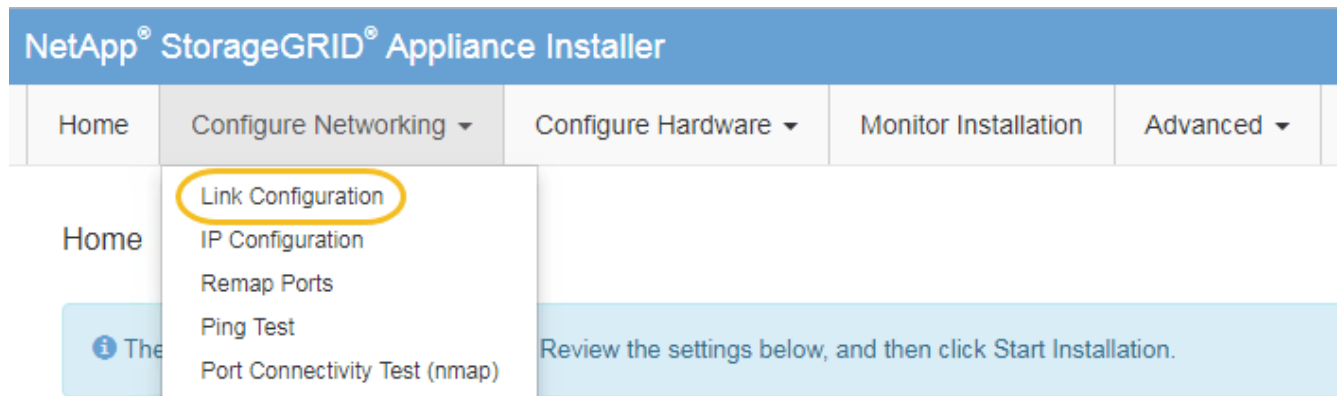 NetApp® StorageGRID® Appliance Installer
Home Configure Networking Configure Hardware Monitor Installation Advanced
Link Configuration
Home
IP Configuration
Remap Ports
Ping Test
The Review the settings below, and then click Start Installation.
Port Connectivity Test (nmap)